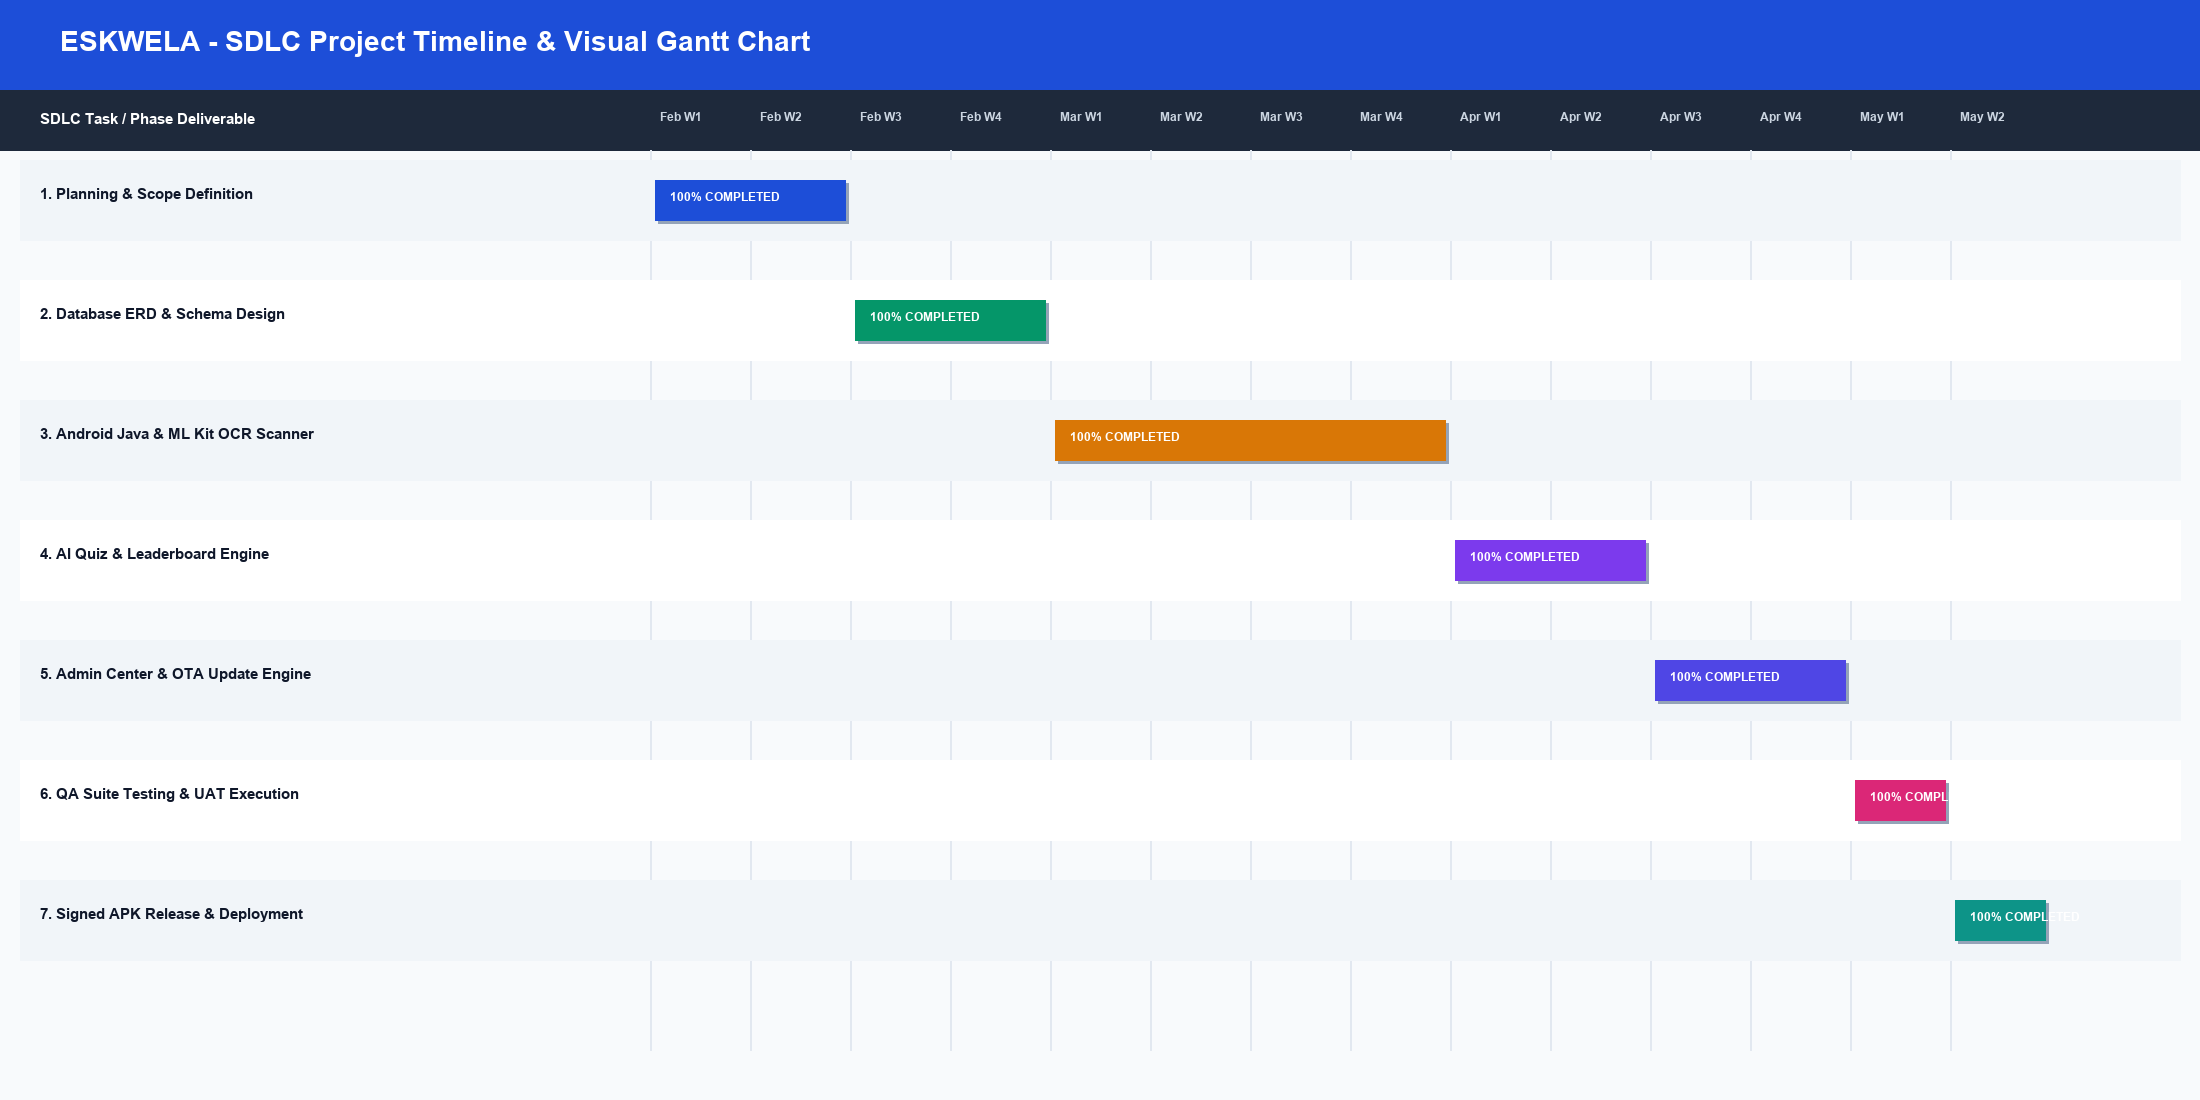 ESKWELA - SDLC Project Timeline & Visual Gantt Chart
SDLC Task / Phase Deliverable Feb W1 Feb W2 Feb W3 Feb W4 Mar W1 Mar W2 Mar W3 Mar W4 Apr W1 Apr W2 Apr W3 Apr W4 May W1 May W2
1. Planning & Scope Definition 100% COMPLETED
2. Database ERD & Schema Design 100% COMPLETED
3. Android Java & ML Kit OCR Scanner 100% COMPLETED
4. AI Quiz & Leaderboard Engine 100% COMPLETED
5. Admin Center & OTA Update Engine 100% COMPLETED
6. QA Suite Testing & UAT Execution 100% COMPL
7. Signed APK Release & Deployment 100% COMPLETED